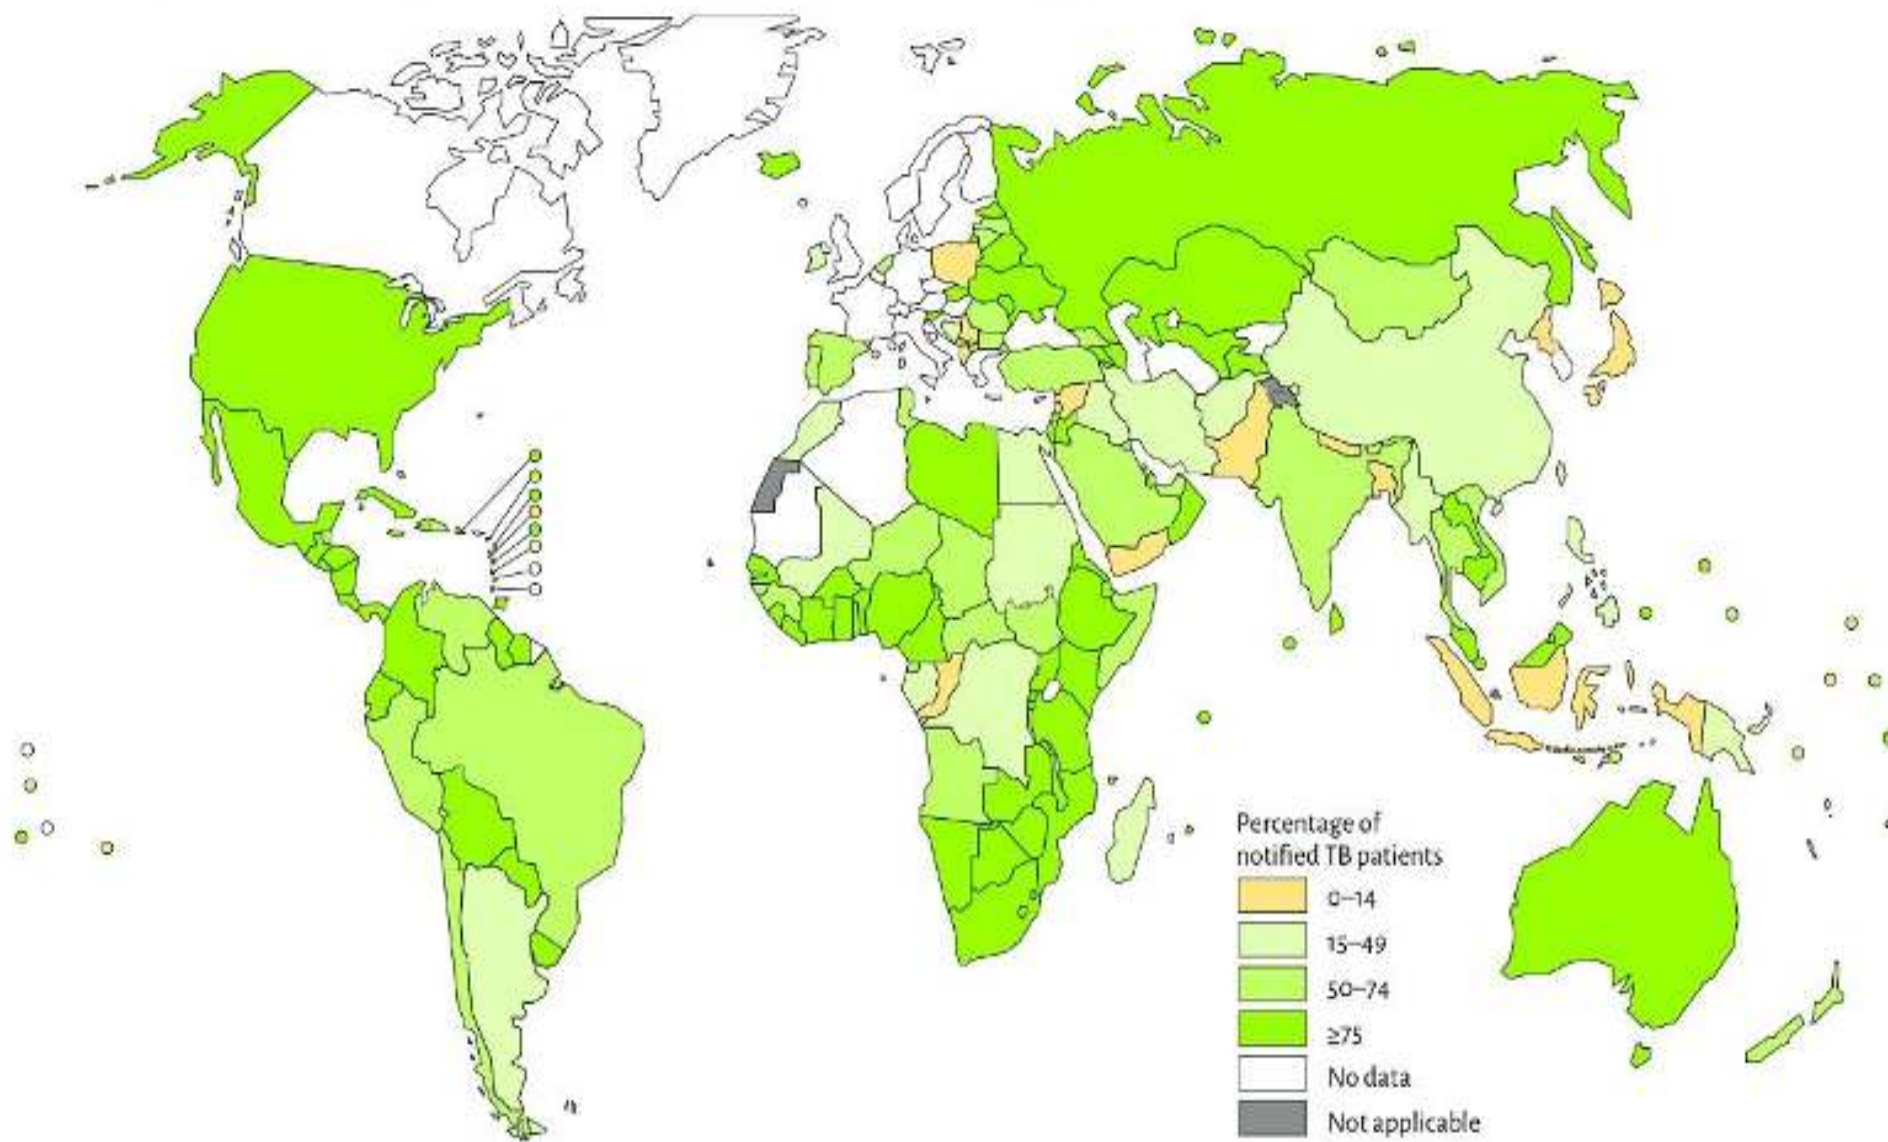 Percentage of
notified TB patients
0–14
15–49
50–74
≥75
No data
Not applicable